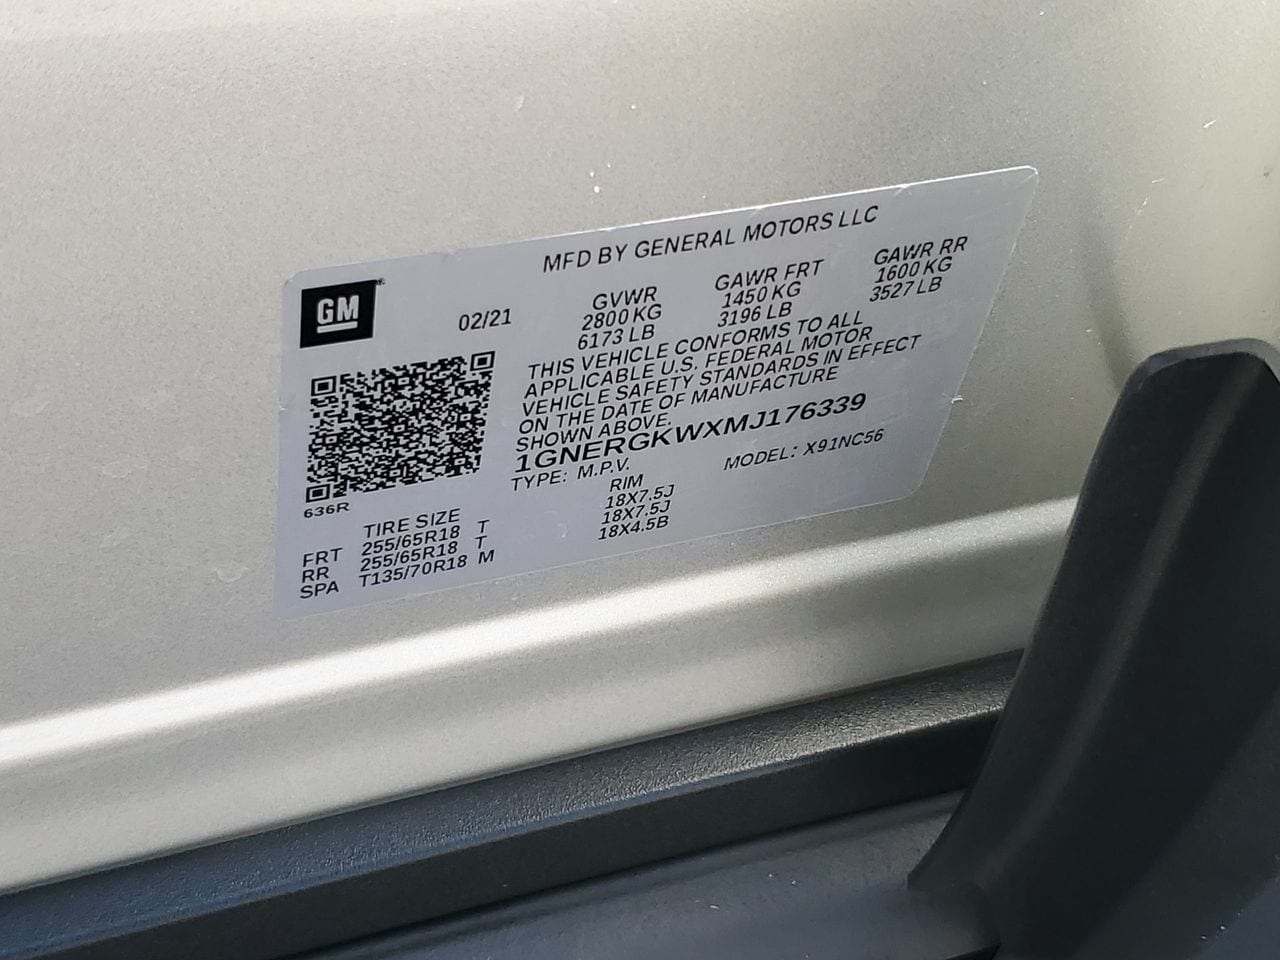 MFD BY GENERAL MOTORS LLC
GM
02/21
GVWR GAWR FRT GAWR RR
2800 KG 1450 KG 1600 KG
6173 LB 3196 LB 3527 LB
THIS VEHICLE CONFORMS TO ALL
APPLICABLE U.S. FEDERAL MOTOR
VEHICLE SAFETY STANDARDS IN EFFECT
ON THE DATE OF MANUFACTURE
SHOWN ABOVE.
1GNERGKWXMJ176339
TYPE: M.P.V. MODEL: X91NC56
636R
TIRE SIZE RIM
FRT 255/65R18 T 18X7.5J
RR 255/65R18 T 18X7.5J
SPA T135/70R18 M 18X4.5B